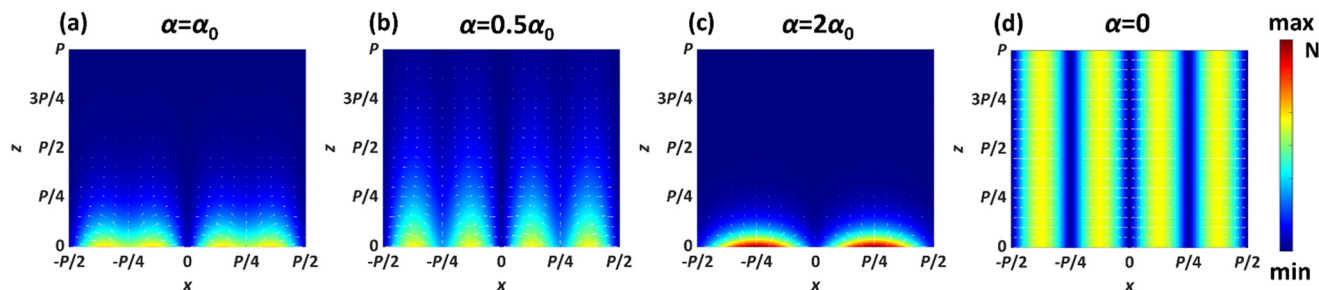 (a) α=α₀
P
3P/4
z P/2
P/4
0
-P/2 -P/4 0 P/4 P/2
x
(b) α=0.5α₀
P
3P/4
z P/2
P/4
0
-P/2 -P/4 0 P/4 P/2
x
(c) α=2α₀
P
3P/4
z P/2
P/4
0
-P/2 -P/4 0 P/4 P/2
x
(d) α=0
P
3P/4
z P/2
P/4
0
-P/2 -P/4 0 P/4 P/2
x
max
N
min